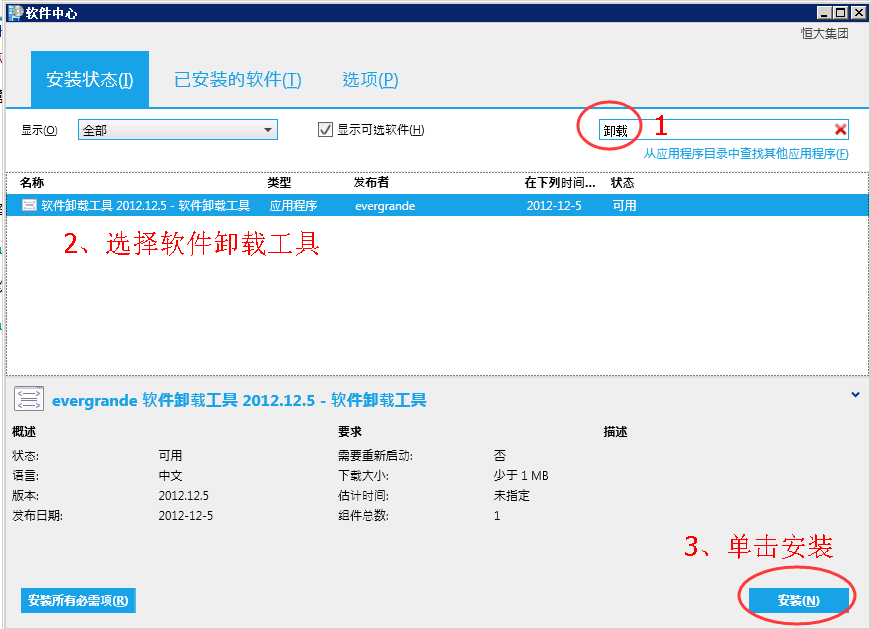 软件中心
恒大集团
安装状态(I) 已安装的软件(T) 选项(P)
显示(O) 全部 显示可选软件(H) 卸载 1
从应用程序目录中查找其他应用程序(F)
名称 类型 发布者 在下列时间... 状态
软件卸载工具 2012.12.5 - 软件卸载工具 应用程序 evergrande 2012-12-5 可用
2、选择软件卸载工具
evergrande 软件卸载工具 2012.12.5 - 软件卸载工具
概述 要求 描述
状态: 可用 需要重新启动: 否
语言: 中文 下载大小: 少于 1 MB
版本: 2012.12.5 估计时间: 未指定
发布日期: 2012-12-5 组件总数: 1
3、单击安装
安装所有必需项(R) 安装(N)